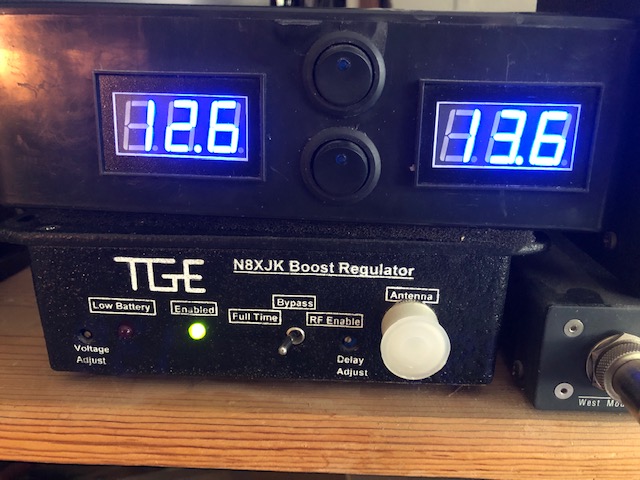 12.6
13.6
TGE
N8XJK Boost Regulator
Low Battery
Enabled
Bypass
Antenna
Full Time
RF Enable
Voltage
Adjust
Delay
Adjust
West